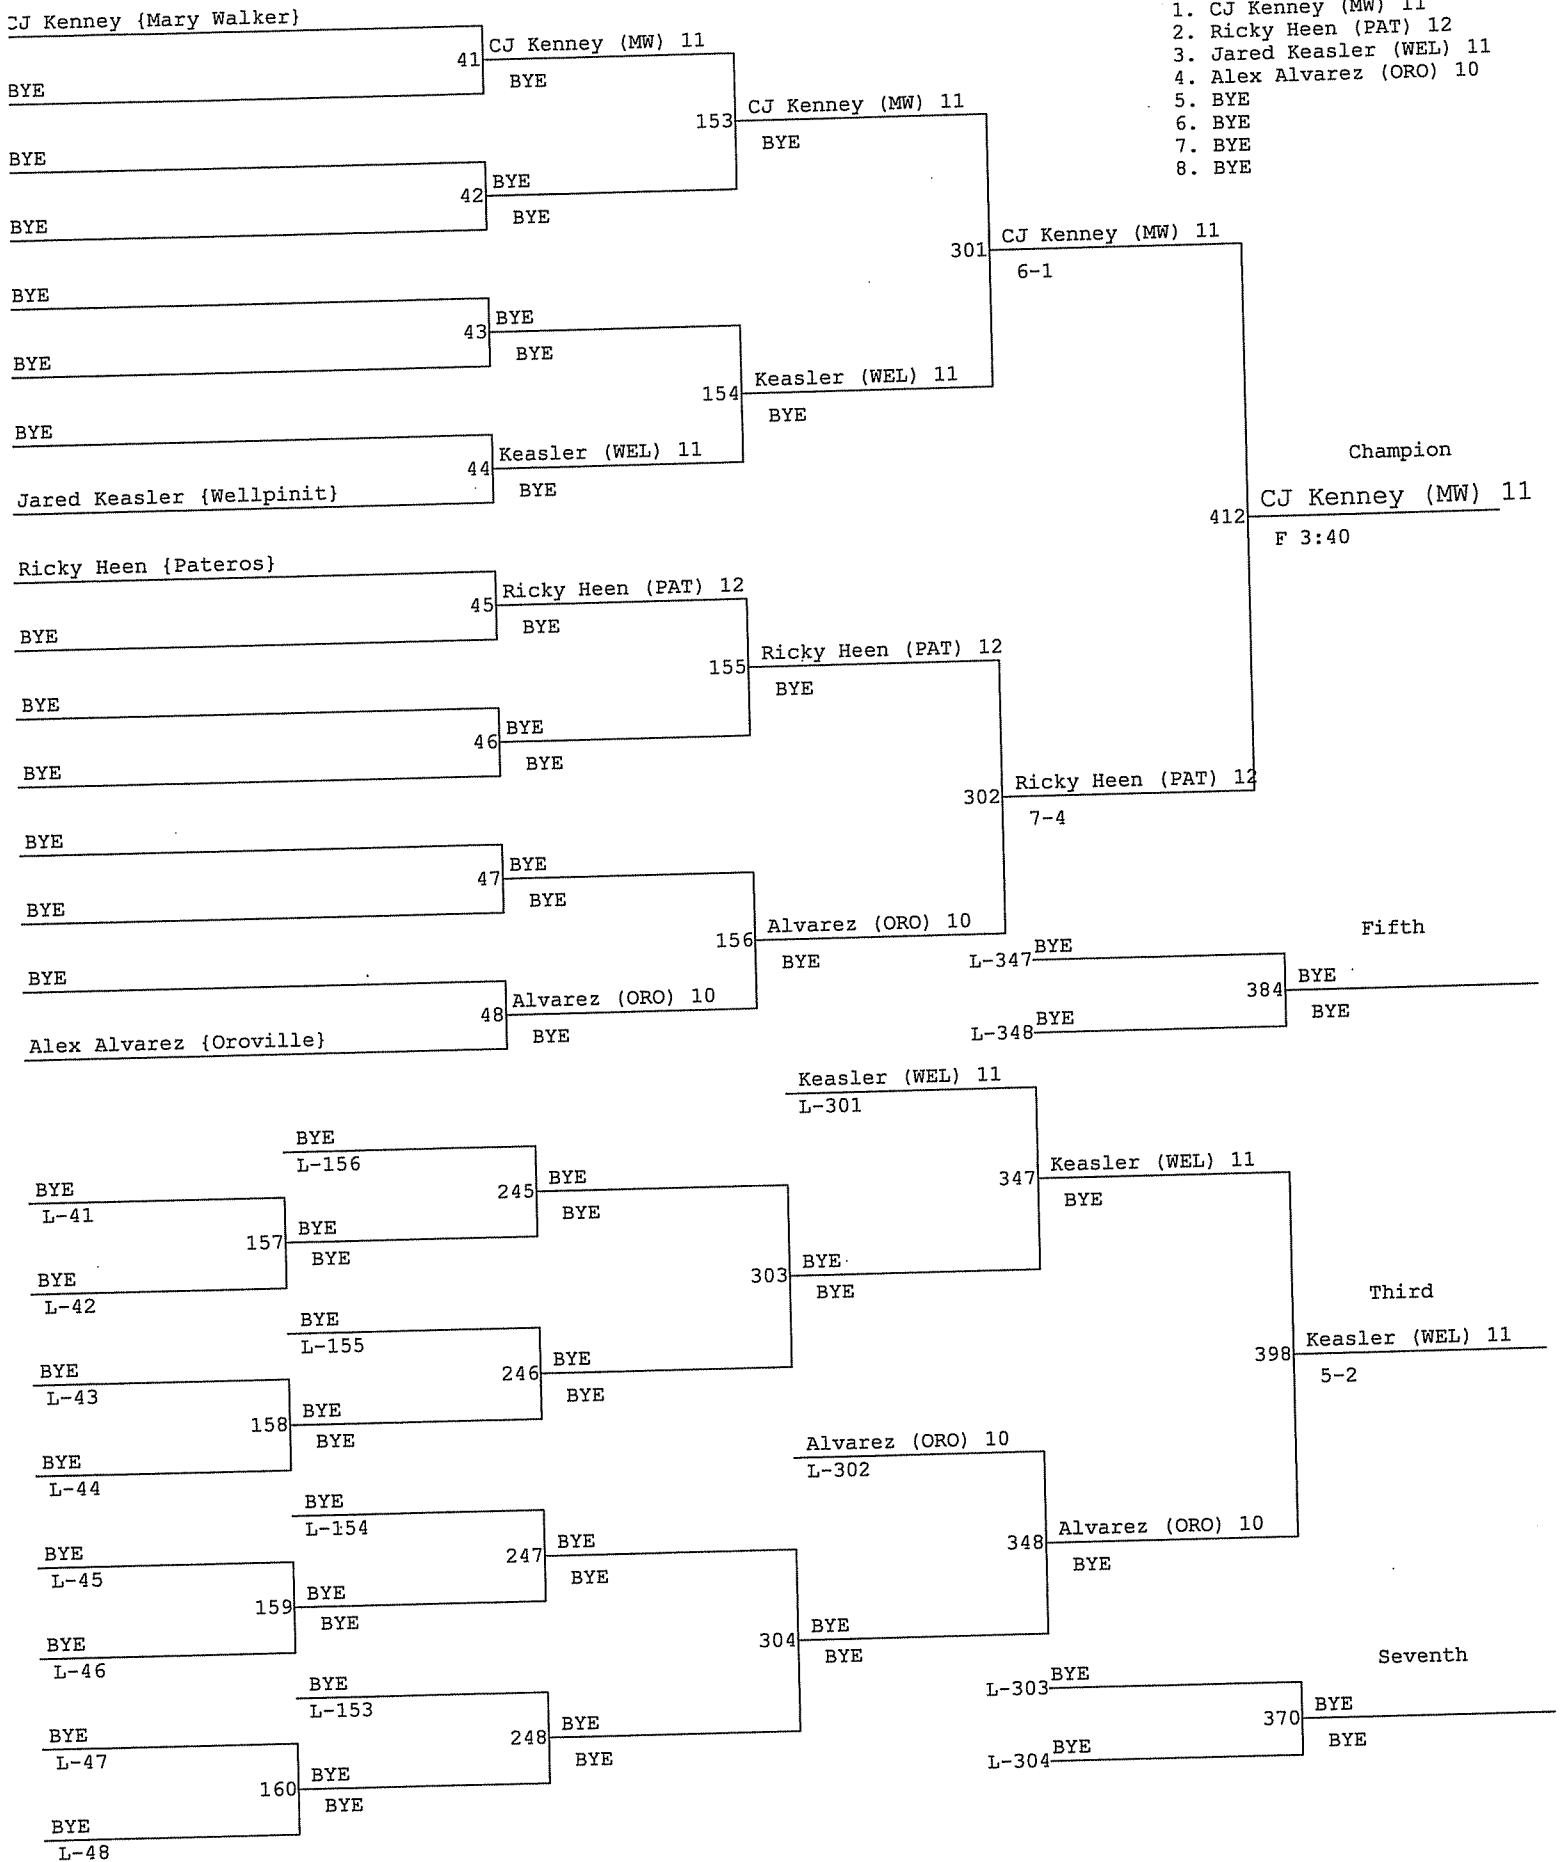 CJ Kenney {Mary Walker}
41
CJ Kenney (MW) 11
BYE
BYE
153
CJ Kenney (MW) 11
BYE
BYE
42
BYE
BYE
BYE
301
CJ Kenney (MW) 11
6-1
BYE
43
BYE
BYE
BYE
154
Keasler (WEL) 11
BYE
BYE
44
Keasler (WEL) 11
BYE
Jared Keasler {Wellpinit}
1. CJ Kenney (MW) 11
2. Ricky Heen (PAT) 12
3. Jared Keasler (WEL) 11
4. Alex Alvarez (ORO) 10
5. BYE
6. BYE
7. BYE
8. BYE
Champion
412
CJ Kenney (MW) 11
F 3:40
Ricky Heen {Pateros}
45
Ricky Heen (PAT) 12
BYE
BYE
155
Ricky Heen (PAT) 12
BYE
BYE
46
BYE
BYE
BYE
302
Ricky Heen (PAT) 12
7-4
BYE
47
BYE
BYE
BYE
156
Alvarez (ORO) 10
BYE
BYE
48
Alvarez (ORO) 10
BYE
Alex Alvarez {Oroville}
Fifth
L-347
BYE
384
BYE
BYE
L-348
BYE
Keasler (WEL) 11
L-301
BYE
L-156
245
BYE
BYE
347
Keasler (WEL) 11
BYE
BYE
L-41
157
BYE
BYE
BYE
L-42
303
BYE
BYE
BYE
L-155
246
BYE
BYE
BYE
L-43
158
BYE
BYE
BYE
L-44
Third
398
Keasler (WEL) 11
5-2
Alvarez (ORO) 10
L-302
BYE
L-154
247
BYE
BYE
348
Alvarez (ORO) 10
BYE
BYE
L-45
159
BYE
BYE
BYE
L-46
304
BYE
BYE
BYE
L-153
248
BYE
BYE
BYE
L-47
160
BYE
BYE
BYE
L-48
Seventh
L-303
BYE
370
BYE
BYE
L-304
BYE